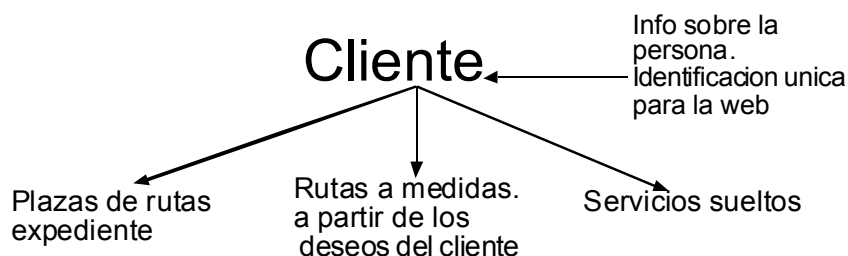 Info sobre la
persona.
Identificacion unica
para la web
Cliente
Plazas de rutas
expediente
Rutas a medidas.
a partir de los
deseos del cliente
Servicios sueltos